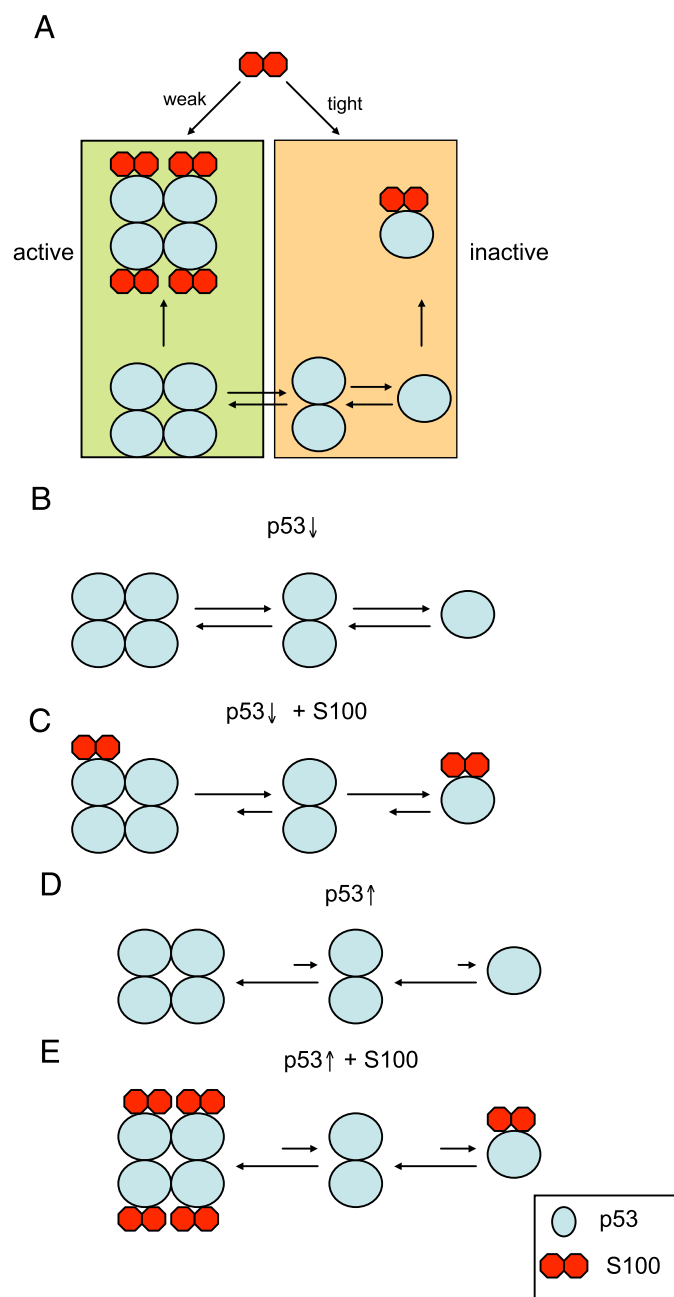 A
weak
tight
active
inactive
B
p53↓
C
p53↓ + S100
D
p53↑
E
p53↑ + S100
p53
S100